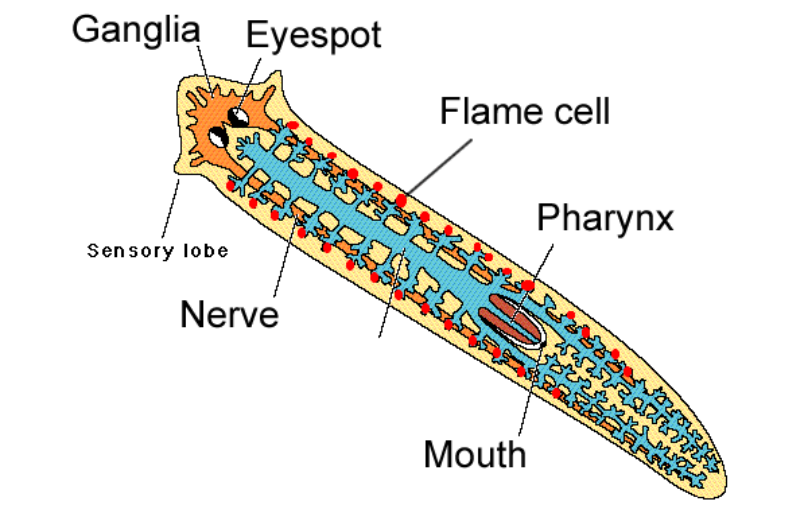 Ganglia
Eyespot
Flame cell
Pharynx
Sensory lobe
Nerve
Mouth